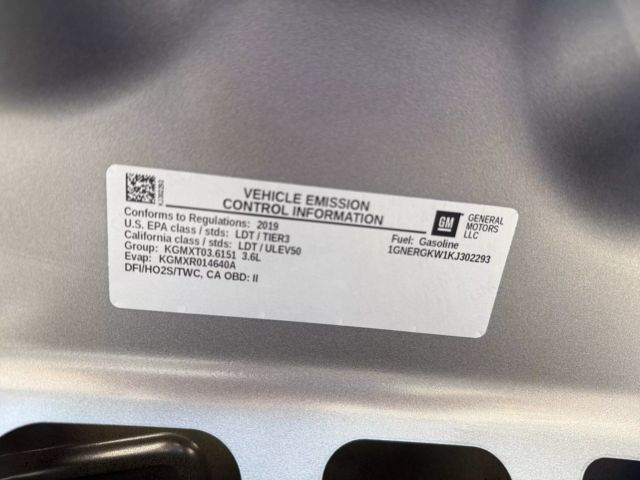 KJ302293
VEHICLE EMISSION
CONTROL INFORMATION
GM
GENERAL
MOTORS
LLC
Conforms to Regulations: 2019
U.S. EPA class / stds: LDT / TIER3
California class / stds: LDT / ULEV50
Group: KGMXT03.6151 3.6L
Evap: KGMXR014640A
DFI/HO2S/TWC, CA OBD: II
Fuel: Gasoline
1GNERGKW1KJ302293